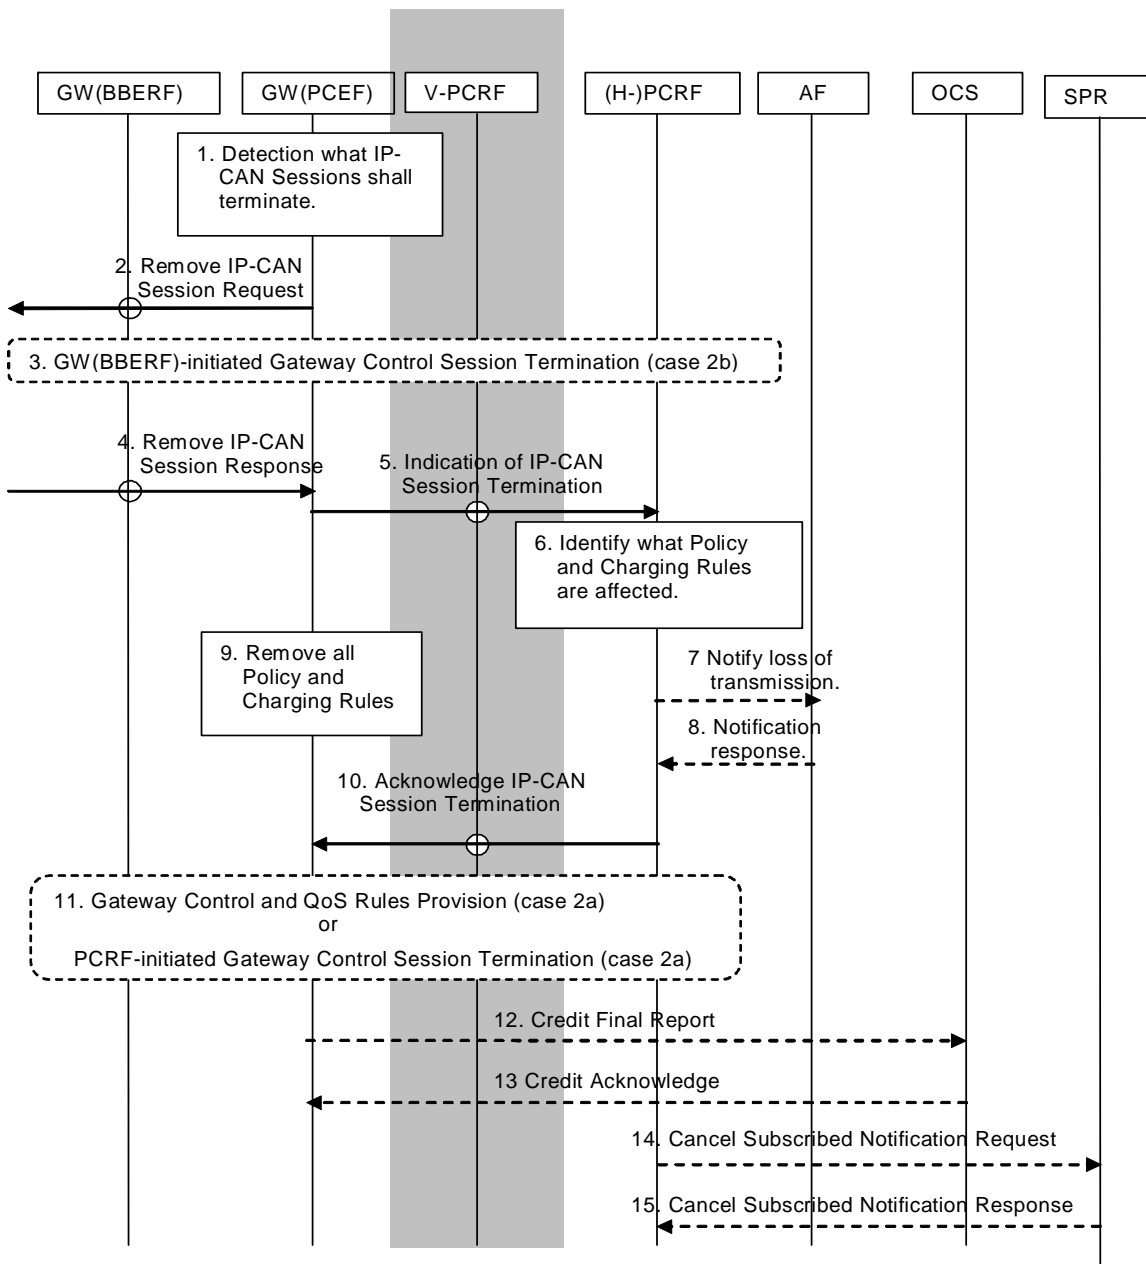 GW(BBERF)
GW(PCEF)
V-PCRF
(H-)PCRF
AF
OCS
SPR
1. Detection what IP-
CAN Sessions shall
terminate.
2. Remove IP-CAN
Session Request
3. GW(BBERF)-initiated Gateway Control Session Termination (case 2b)
4. Remove IP-CAN
Session Response
5. Indication of IP-CAN
Session Termination
6. Identify what Policy
and Charging Rules
are affected.
9. Remove all
Policy and
Charging Rules
7 Notify loss of
transmission.
8. Notification
response.
10. Acknowledge IP-CAN
Session Termination
11. Gateway Control and QoS Rules Provision (case 2a)
or
PCRF-initiated Gateway Control Session Termination (case 2a)
12. Credit Final Report
13 Credit Acknowledge
14. Cancel Subscribed Notification Request
15. Cancel Subscribed Notification Response